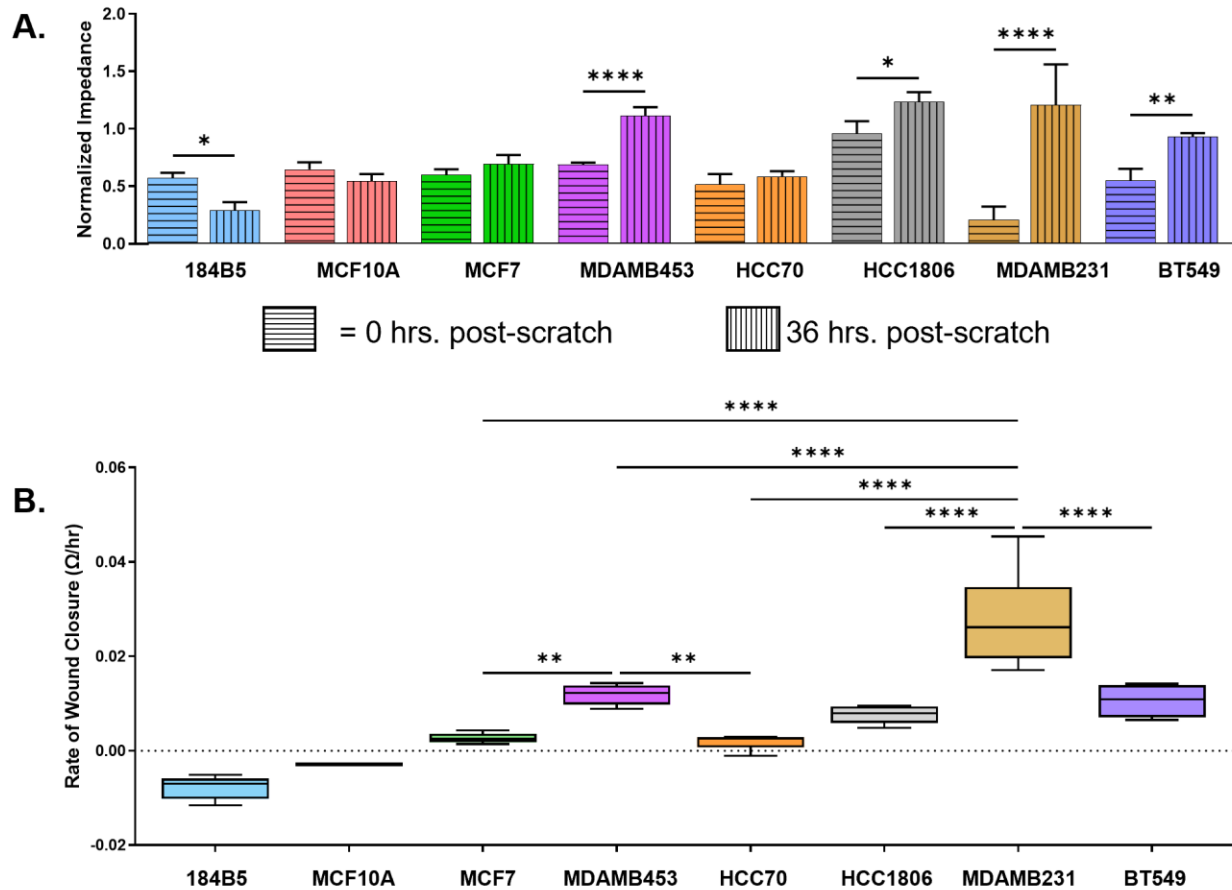 A.
Normalized Impedance
2.0
1.5
1.0
0.5
0.0
*
****
*
****
**
184B5 MCF10A MCF7 MDAMB453 HCC70 HCC1806 MDAMB231 BT549
= 0 hrs. post-scratch 36 hrs. post-scratch
B.
Rate of Wound Closure (Ω/hr)
0.06
0.04
0.02
0.00
-0.02
****
****
****
**** ****
** **
184B5 MCF10A MCF7 MDAMB453 HCC70 HCC1806 MDAMB231 BT549